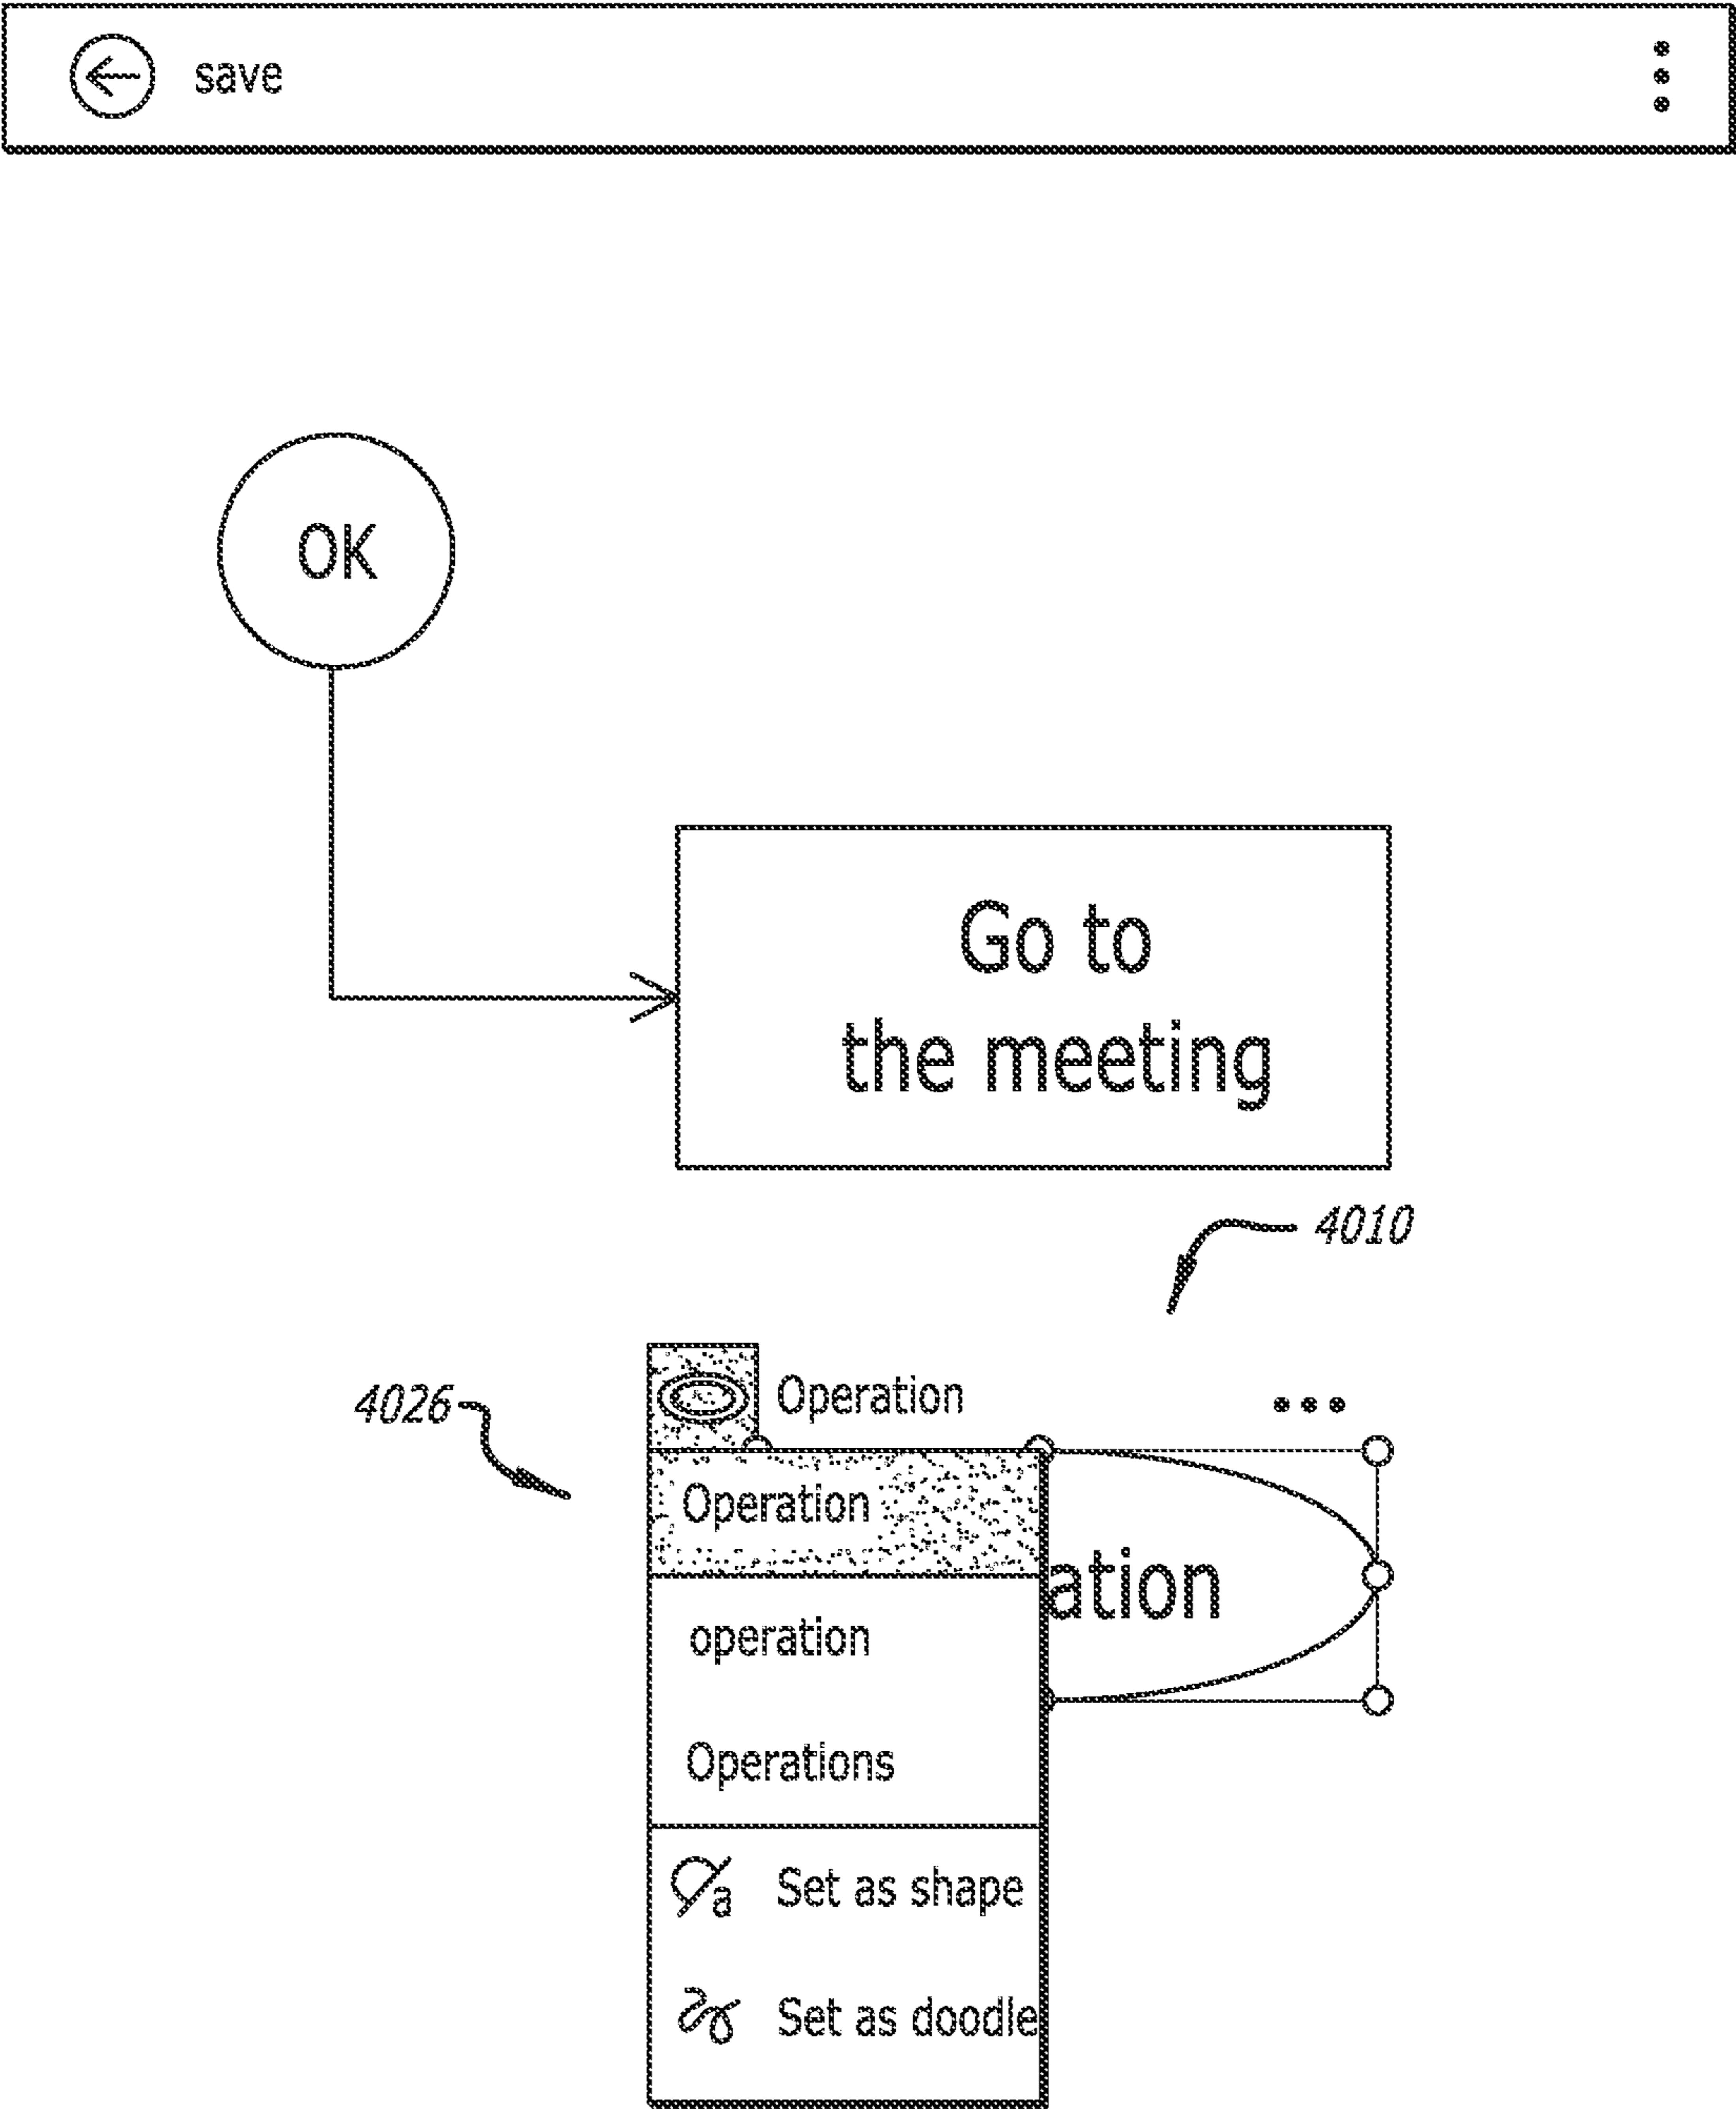 save
OK
Go to
the meeting
4010
4026
Operation
Operation
ation
operation
Operations
a Set as shape
Set as doodle